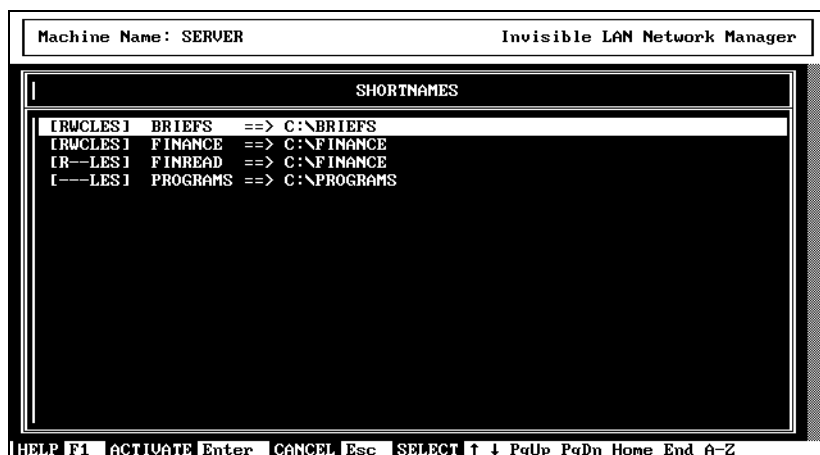 Machine Name: SERVER Invisible LAN Network Manager
SHORTNAMES
[RWCLES] BRIEFS ==> C:\BRIEFS
[RWCLES] FINANCE ==> C:\FINANCE
[R--LES] FINREAD ==> C:\FINANCE
[---LES] PROGRAMS ==> C:\PROGRAMS
HELP F1 ACTIVATE Enter CANCEL Esc SELECT ↑ ↓ PgUp PgDn Home End A-Z